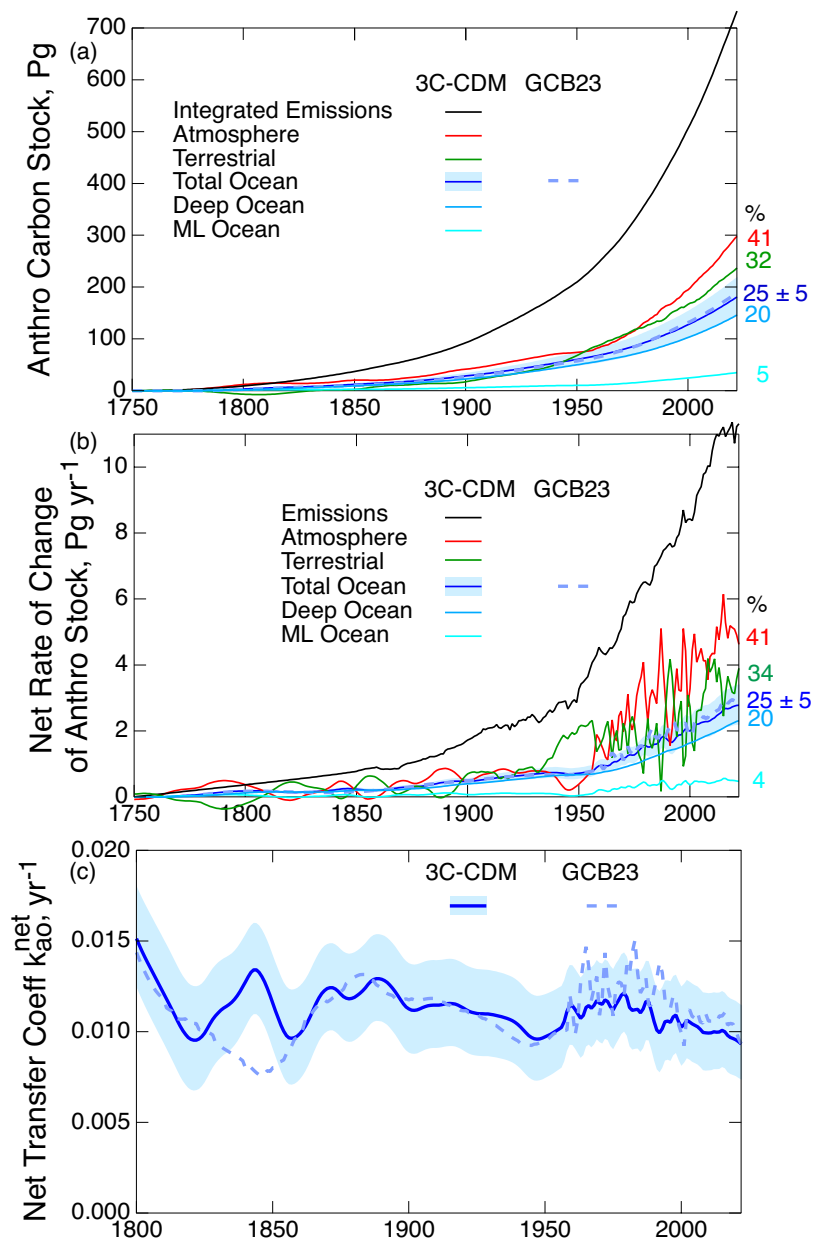 (a)
Anthro Carbon Stock, Pg
700
600
500
400
300
200
100
0
3C-CDM GCB23
Integrated Emissions
Atmosphere
Terrestrial
Total Ocean
Deep Ocean
ML Ocean
%
41
32
25 ± 5
20
5
1750 1800 1850 1900 1950 2000
(b)
Net Rate of Change
of Anthro Stock, Pg yr-1
10
8
6
4
2
0
3C-CDM GCB23
Emissions
Atmosphere
Terrestrial
Total Ocean
Deep Ocean
ML Ocean
%
41
34
25 ± 5
20
4
1750 1800 1850 1900 1950 2000
(c)
Net Transfer Coeff k_ao^net, yr-1
0.020
0.015
0.010
0.005
0.000
3C-CDM GCB23
1800 1850 1900 1950 2000